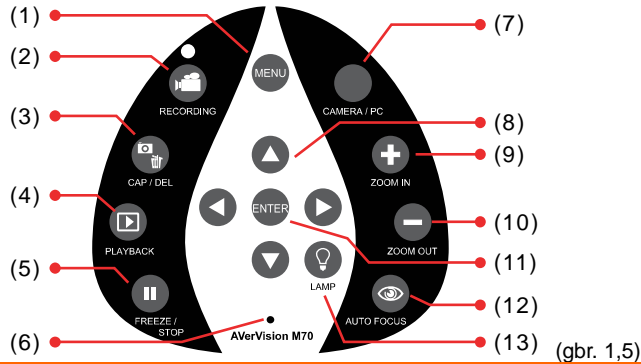 (1)
MENU
(7)
(2)
RECORDING
CAMERA / PC
(3)
CAP / DEL
(8)
(9)
ZOOM IN
(4)
PLAYBACK
ENTER
(10)
ZOOM OUT
(11)
(5)
FREEZE /
STOP
LAMP
AUTO FOCUS
(12)
(6)
AVerVision M70
(13)
(gbr. 1,5)